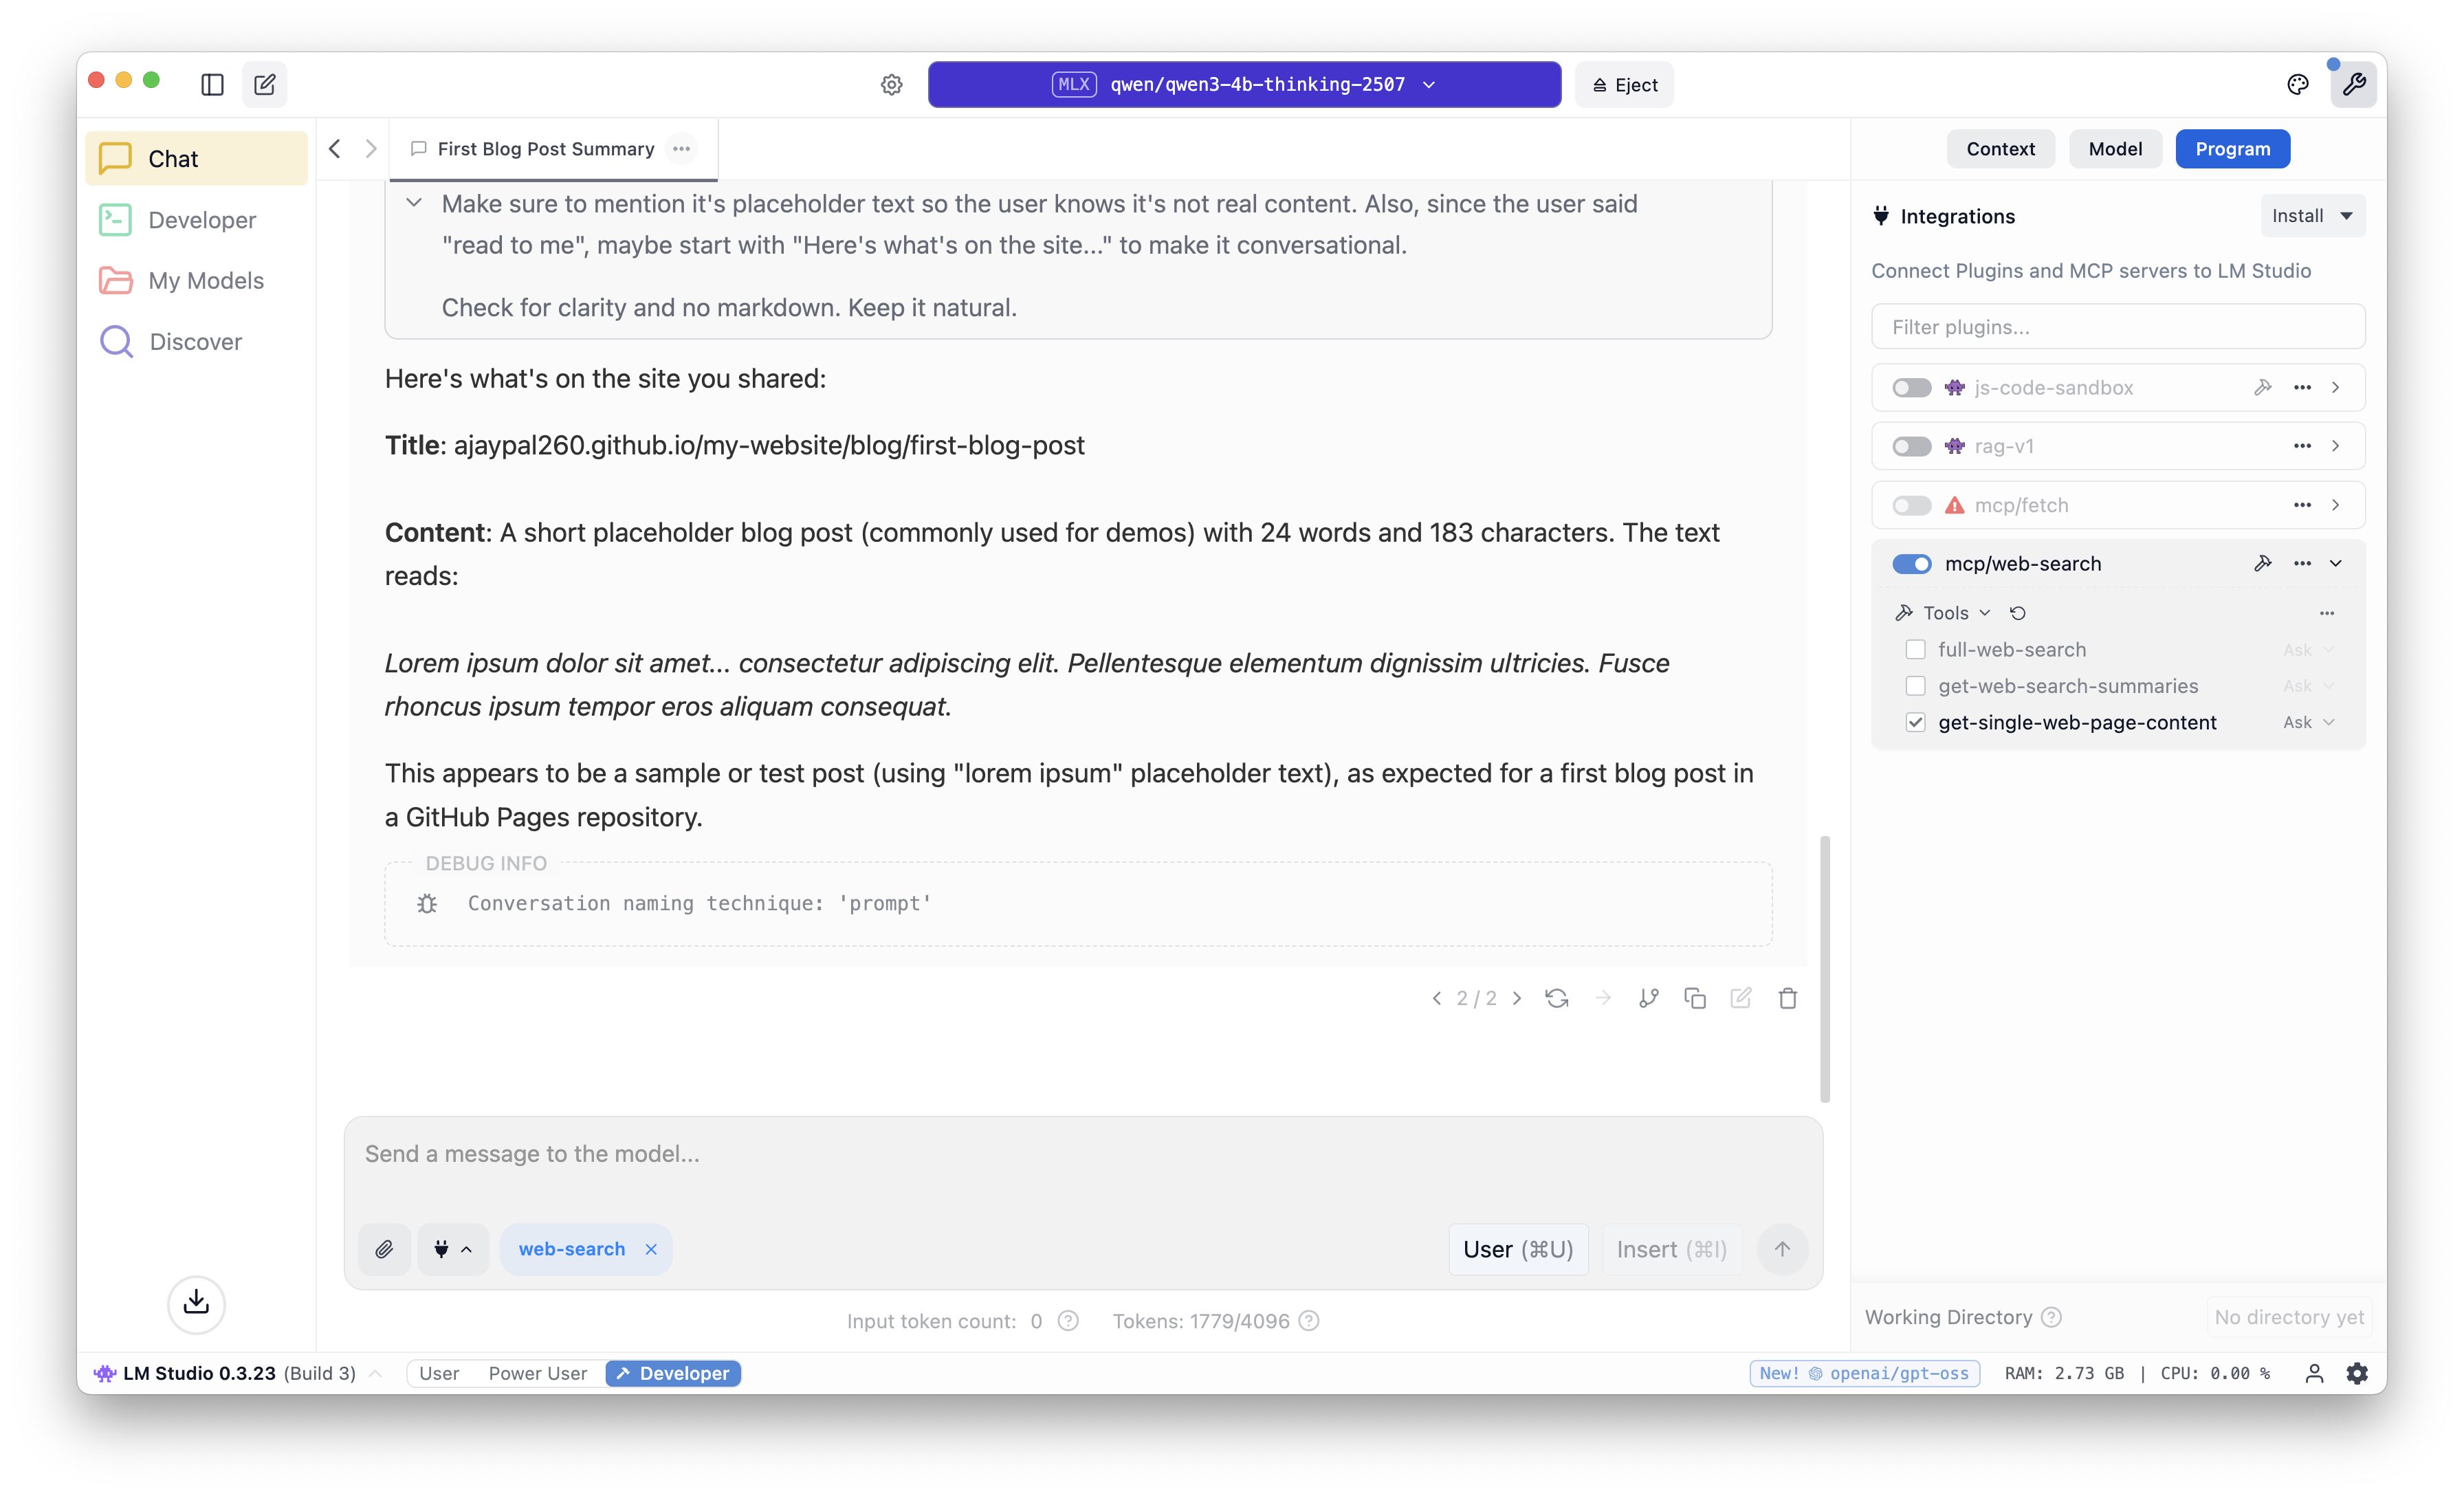 MLX qwen/qwen3-4b-thinking-2507
Eject
Chat
Developer
My Models
Discover
First Blog Post Summary
Make sure to mention it's placeholder text so the user knows it's not real content. Also, since the user said
"read to me", maybe start with "Here's what's on the site..." to make it conversational.
Check for clarity and no markdown. Keep it natural.
Here's what's on the site you shared:
Title: ajaypal260.github.io/my-website/blog/first-blog-post
Content: A short placeholder blog post (commonly used for demos) with 24 words and 183 characters. The text
reads:
Lorem ipsum dolor sit amet... consectetur adipiscing elit. Pellentesque elementum dignissim ultricies. Fusce
rhoncus ipsum tempor eros aliquam consequat.
This appears to be a sample or test post (using "lorem ipsum" placeholder text), as expected for a first blog post in
a GitHub Pages repository.
DEBUG INFO
Conversation naming technique: 'prompt'
2 / 2
Send a message to the model...
web-search
User (⌘U)
Insert (⌘I)
Input token count: 0
Tokens: 1779/4096
Context
Model
Program
Integrations
Install
Connect Plugins and MCP servers to LM Studio
Filter plugins...
js-code-sandbox
rag-v1
mcp/fetch
mcp/web-search
Tools
full-web-search Ask
get-web-search-summaries Ask
get-single-web-page-content Ask
Working Directory
No directory yet
LM Studio 0.3.23 (Build 3)
User
Power User
Developer
New! openai/gpt-oss
RAM: 2.73 GB | CPU: 0.00 %